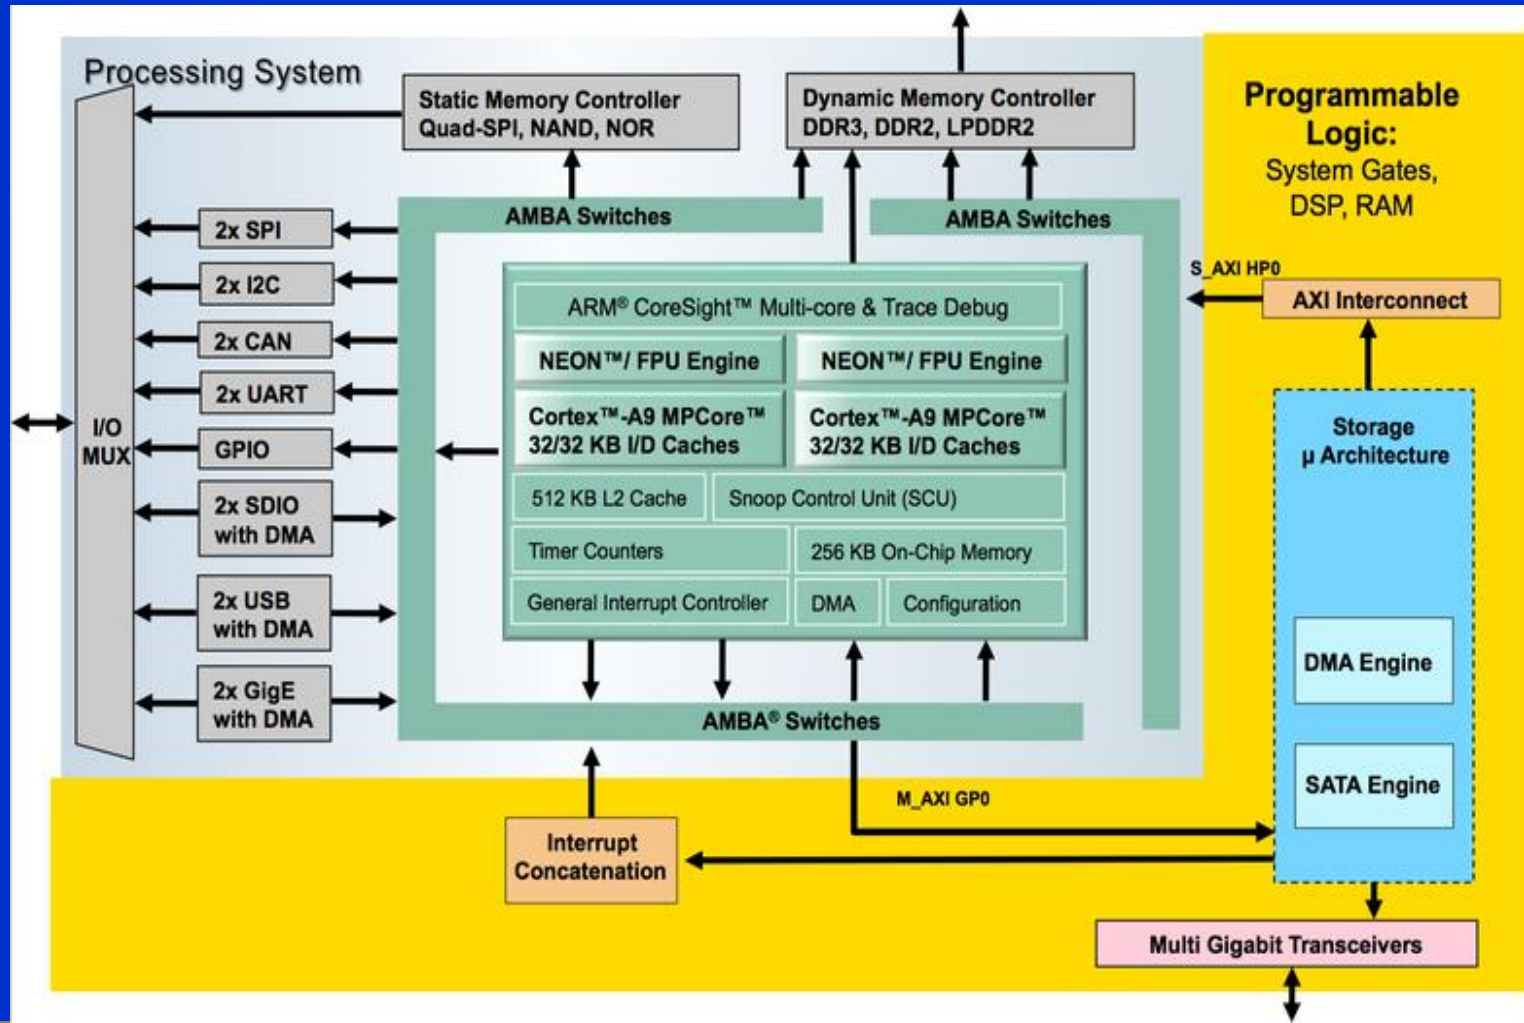 Processing System
Static Memory Controller
Quad-SPI, NAND, NOR
Dynamic Memory Controller
DDR3, DDR2, LPDDR2
Programmable
Logic:
System Gates,
DSP, RAM
AMBA Switches
AMBA Switches
2x SPI
2x I2C
2x CAN
2x UART
GPIO
2x SDIO
with DMA
2x USB
with DMA
2x GigE
with DMA
I/O
MUX
ARM® CoreSight™ Multi-core & Trace Debug
NEON™/ FPU Engine
NEON™/ FPU Engine
Cortex™-A9 MPCore™
32/32 KB I/D Caches
Cortex™-A9 MPCore™
32/32 KB I/D Caches
512 KB L2 Cache
Snoop Control Unit (SCU)
Timer Counters
256 KB On-Chip Memory
General Interrupt Controller
DMA
Configuration
AMBA® Switches
S_AXI HP0
AXI Interconnect
Storage
µ Architecture
DMA Engine
SATA Engine
M_AXI GP0
Interrupt
Concatenation
Multi Gigabit Transceivers